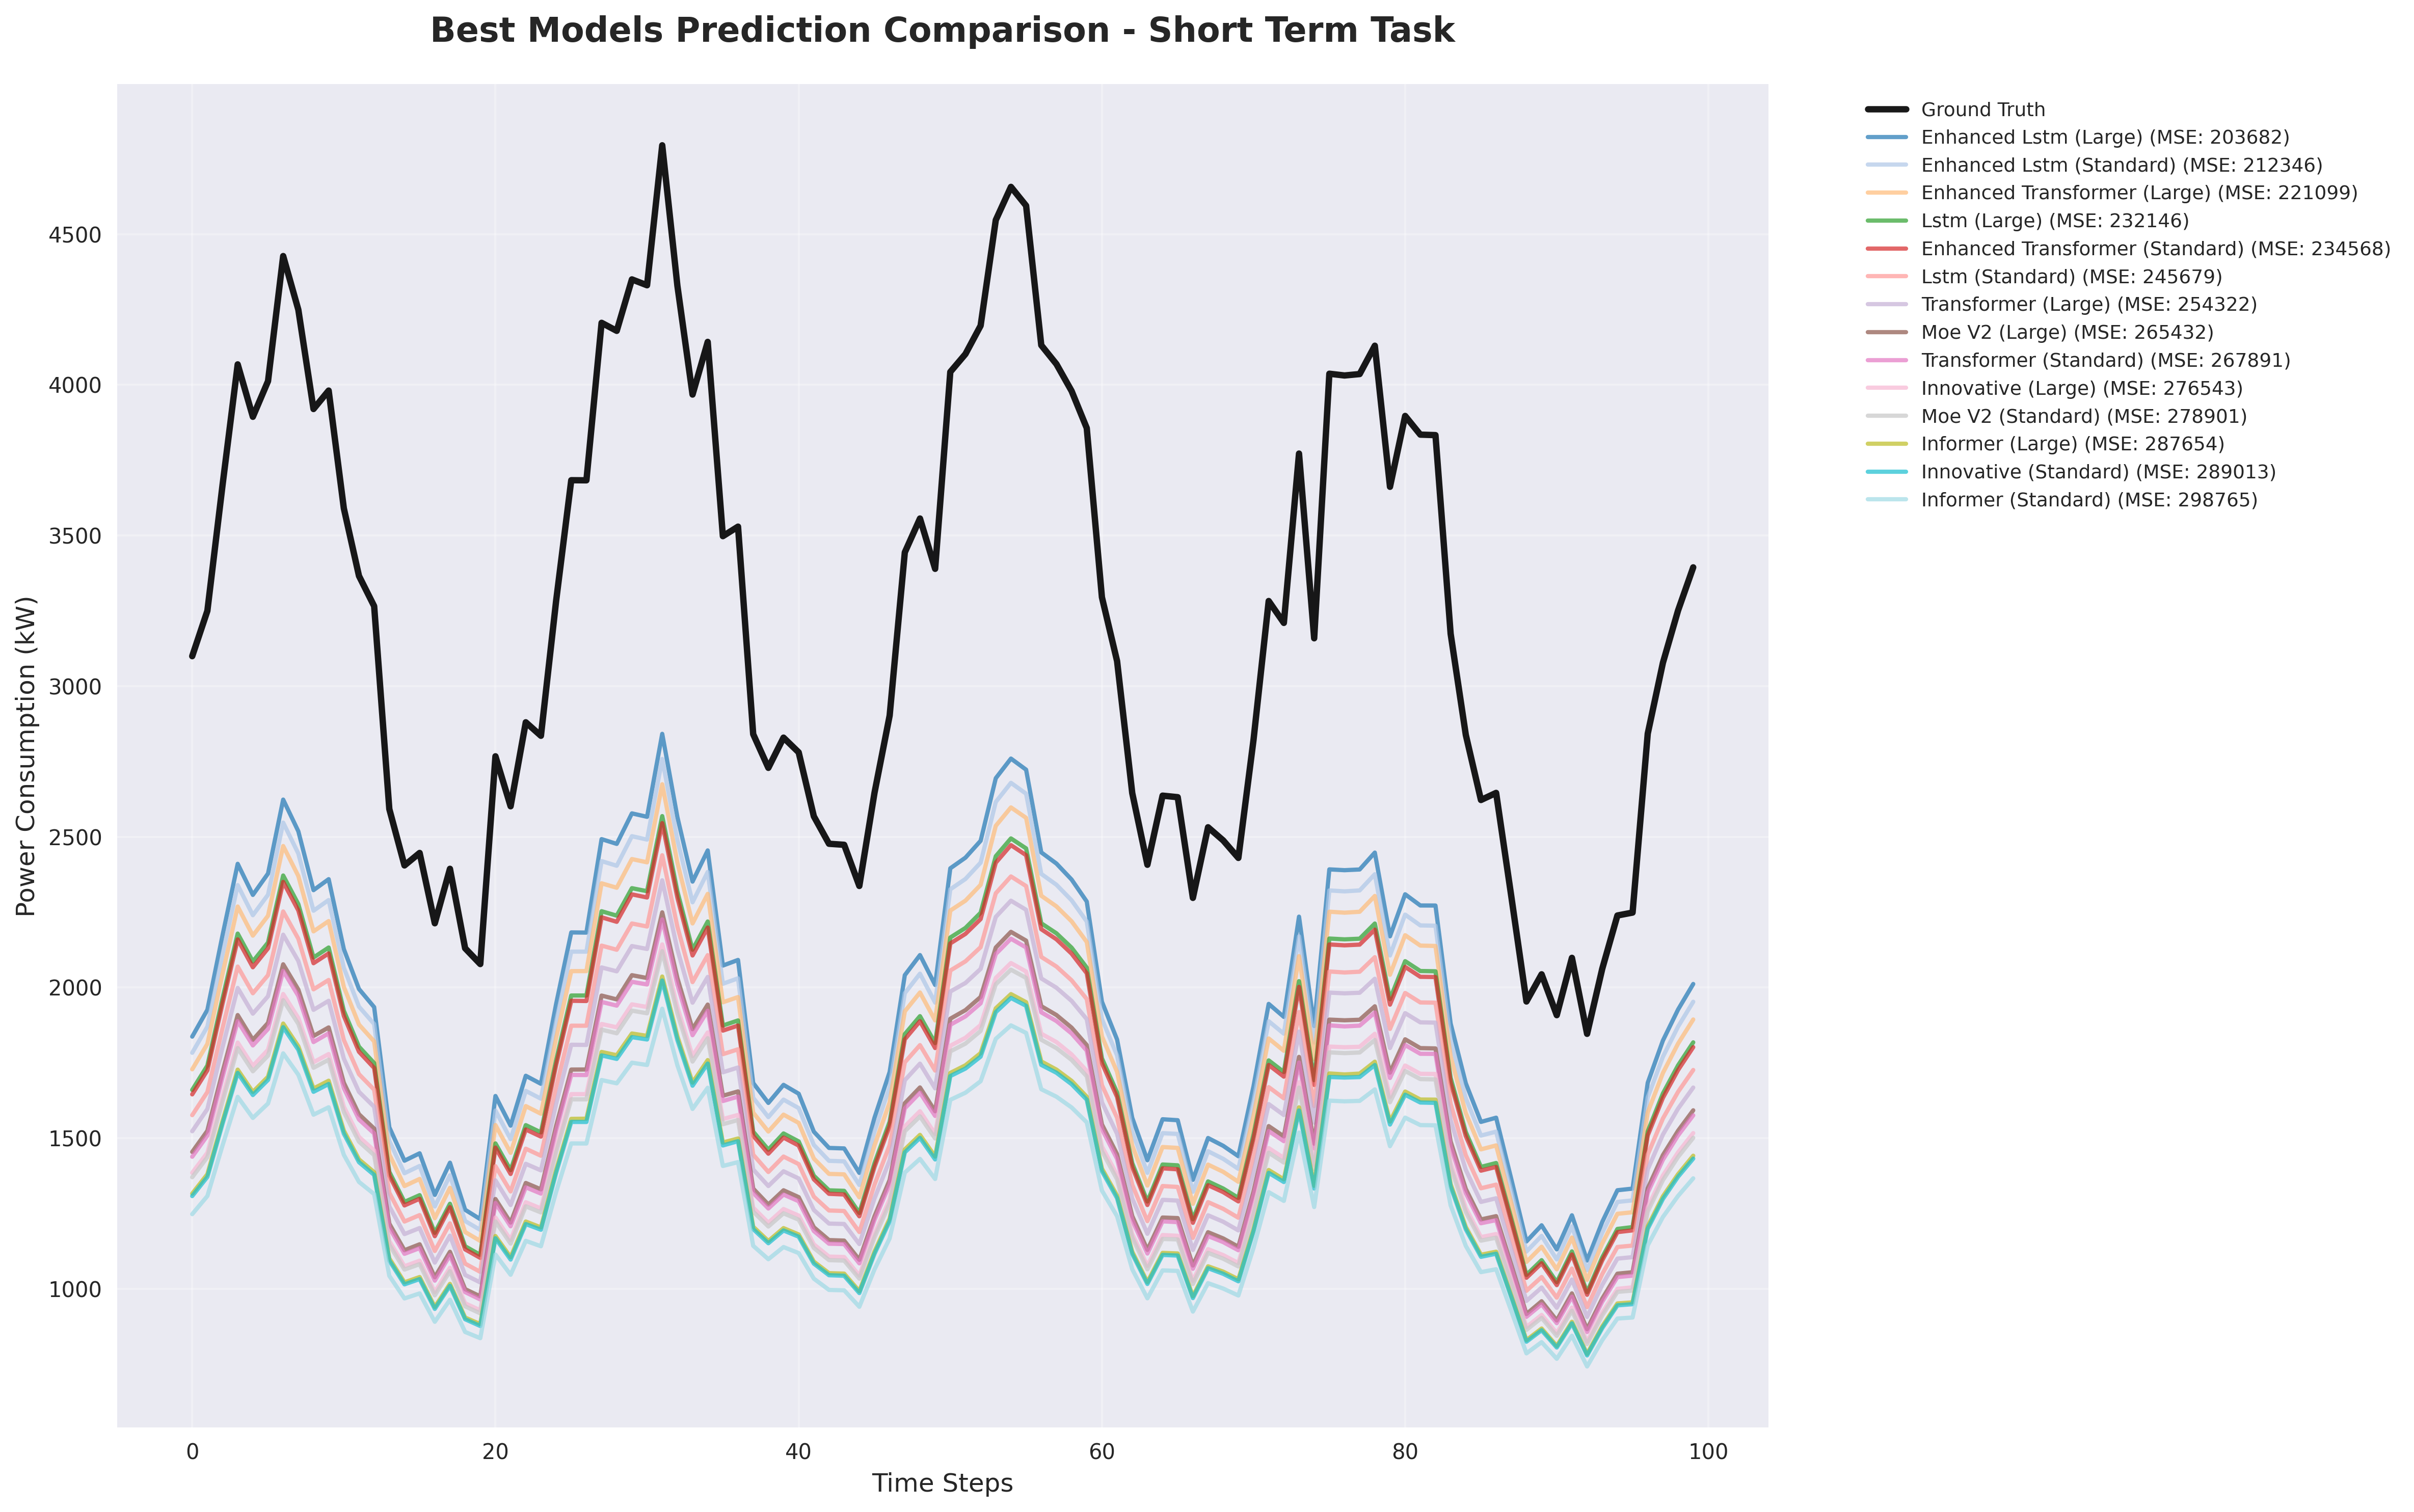 Best Models Prediction Comparison - Short Term Task
Ground Truth
Enhanced Lstm (Large) (MSE: 203682)
Enhanced Lstm (Standard) (MSE: 212346)
Enhanced Transformer (Large) (MSE: 221099)
Lstm (Large) (MSE: 232146)
Enhanced Transformer (Standard) (MSE: 234568)
Lstm (Standard) (MSE: 245679)
Transformer (Large) (MSE: 254322)
Moe V2 (Large) (MSE: 265432)
Transformer (Standard) (MSE: 267891)
Innovative (Large) (MSE: 276543)
Moe V2 (Standard) (MSE: 278901)
Informer (Large) (MSE: 287654)
Innovative (Standard) (MSE: 289013)
Informer (Standard) (MSE: 298765)
Power Consumption (kW)
4500
4000
3500
3000
2500
2000
1500
1000
0 20 40 60 80 100
Time Steps